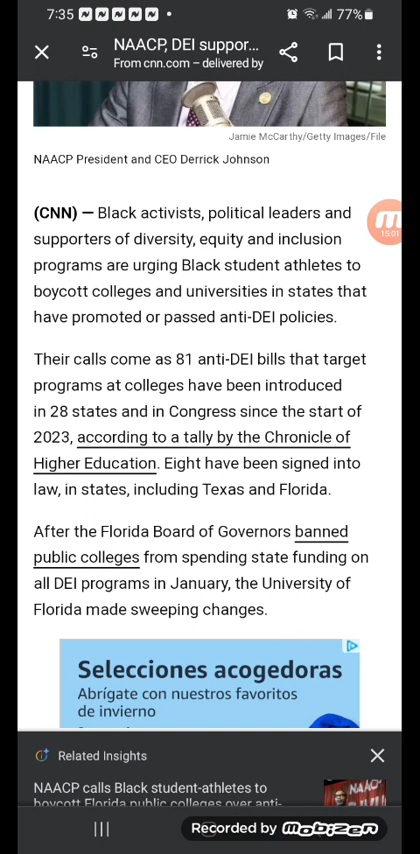 7:35
77%
NAACP, DEI suppor...
From cnn.com – delivered by
Jamie McCarthy/Getty Images/File
NAACP President and CEO Derrick Johnson
(CNN) — Black activists, political leaders and
supporters of diversity, equity and inclusion
programs are urging Black student athletes to
boycott colleges and universities in states that
have promoted or passed anti-DEI policies.
15:01
Their calls come as 81 anti-DEI bills that target
programs at colleges have been introduced
in 28 states and in Congress since the start of
2023, according to a tally by the Chronicle of
Higher Education. Eight have been signed into
law, in states, including Texas and Florida.
After the Florida Board of Governors banned
public colleges from spending state funding on
all DEI programs in January, the University of
Florida made sweeping changes.
Selecciones acogedoras
Abrígate con nuestros favoritos
de invierno
Related Insights
NAACP calls Black student-athletes to
boycott Florida public colleges over anti-
NAAC
Recorded by mobizen